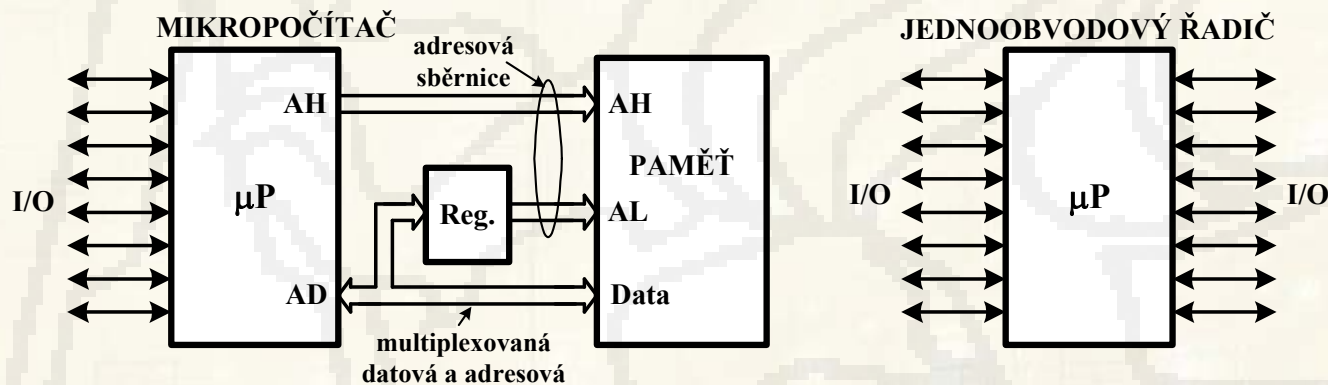 MIKROPOČÍTAČ
adresová
sběrnice
AH
AH
PAMĚŤ
I/O
μP
Reg.
AL
AD
Data
multiplexovaná
datová a adresová
JEDNOOBVODOVÝ ŘADIČ
I/O
μP
I/O